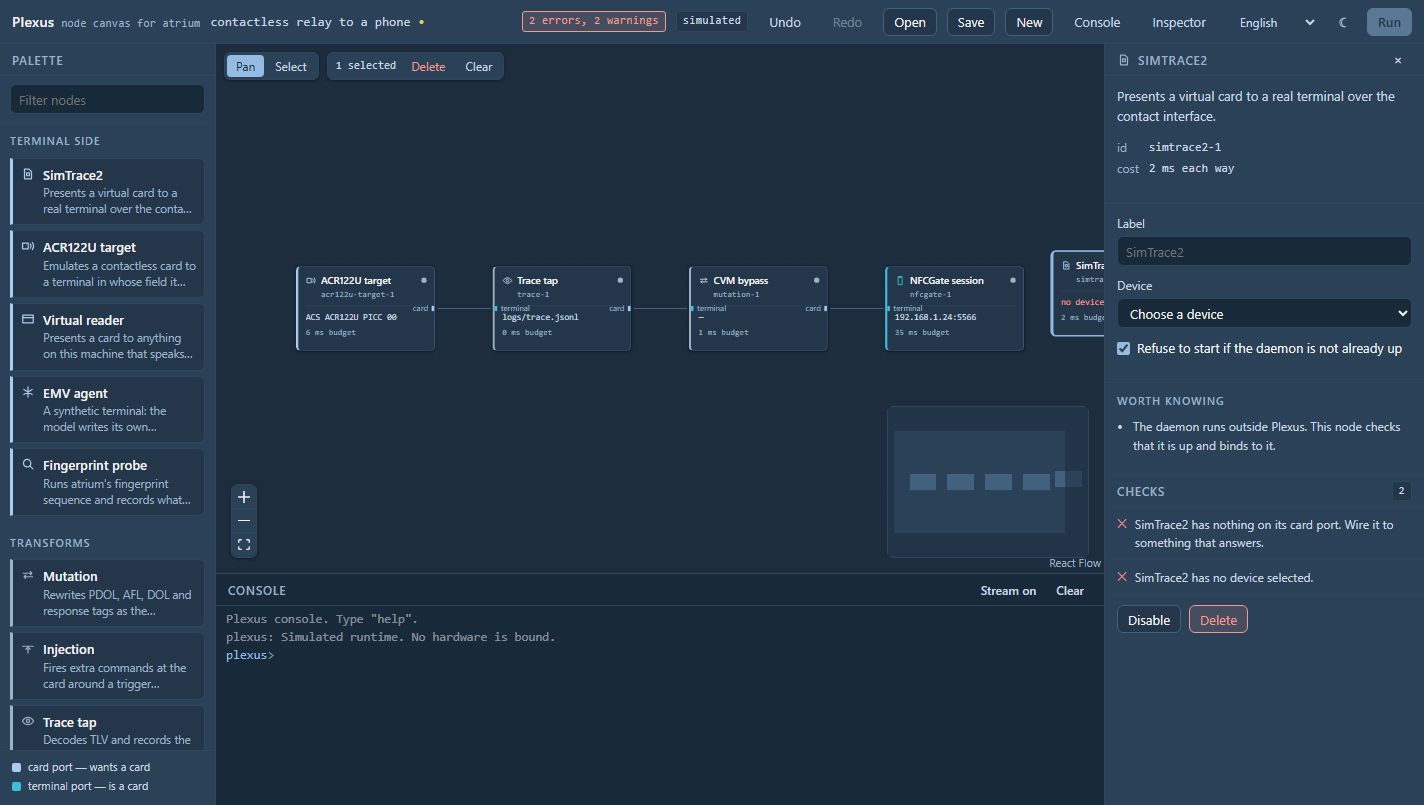 Plexus node canvas for atrium contactless relay to a phone
2 errors, 2 warnings
simulated
Undo
Redo
Open
Save
New
Console
Inspector
English
Run
PALETTE
Filter nodes
TERMINAL SIDE
SimTrace2
Presents a virtual card to a
real terminal over the conta...
ACR122U target
Emulates a contactless card to
a terminal in whose field it...
Virtual reader
Presents a card to anything
on this machine that speaks...
EMV agent
A synthetic terminal: the
model writes its own...
Fingerprint probe
Runs atrium's fingerprint
sequence and records what...
TRANSFORMS
Mutation
Rewrites PDOL, AFL, DOL and
response tags as the...
Injection
Fires extra commands at the
card around a trigger...
Trace tap
Decodes TLV and records the
card port — wants a card
terminal port — is a card
Pan
Select
1 selected
Delete
Clear
ACR122U target
acr122u-target-1
card
ACS ACR122U PICC 00
6 ms budget
Trace tap
trace-1
terminal
card
logs/trace.jsonl
0 ms budget
CVM bypass
mutation-1
terminal
card
—
1 ms budget
NFCGate session
nfcgate-1
terminal
192.168.1.24:5566
35 ms budget
SimTra
simtra
no device
2 ms budge
React Flow
CONSOLE
Stream on
Clear
Plexus console. Type "help".
plexus: Simulated runtime. No hardware is bound.
plexus>
SIMTRACE2
Presents a virtual card to a real terminal over the
contact interface.
id simtrace2-1
cost 2 ms each way
Label
SimTrace2
Device
Choose a device
Refuse to start if the daemon is not already up
WORTH KNOWING
The daemon runs outside Plexus. This node checks
that it is up and binds to it.
CHECKS
2
SimTrace2 has nothing on its card port. Wire it to
something that answers.
SimTrace2 has no device selected.
Disable
Delete